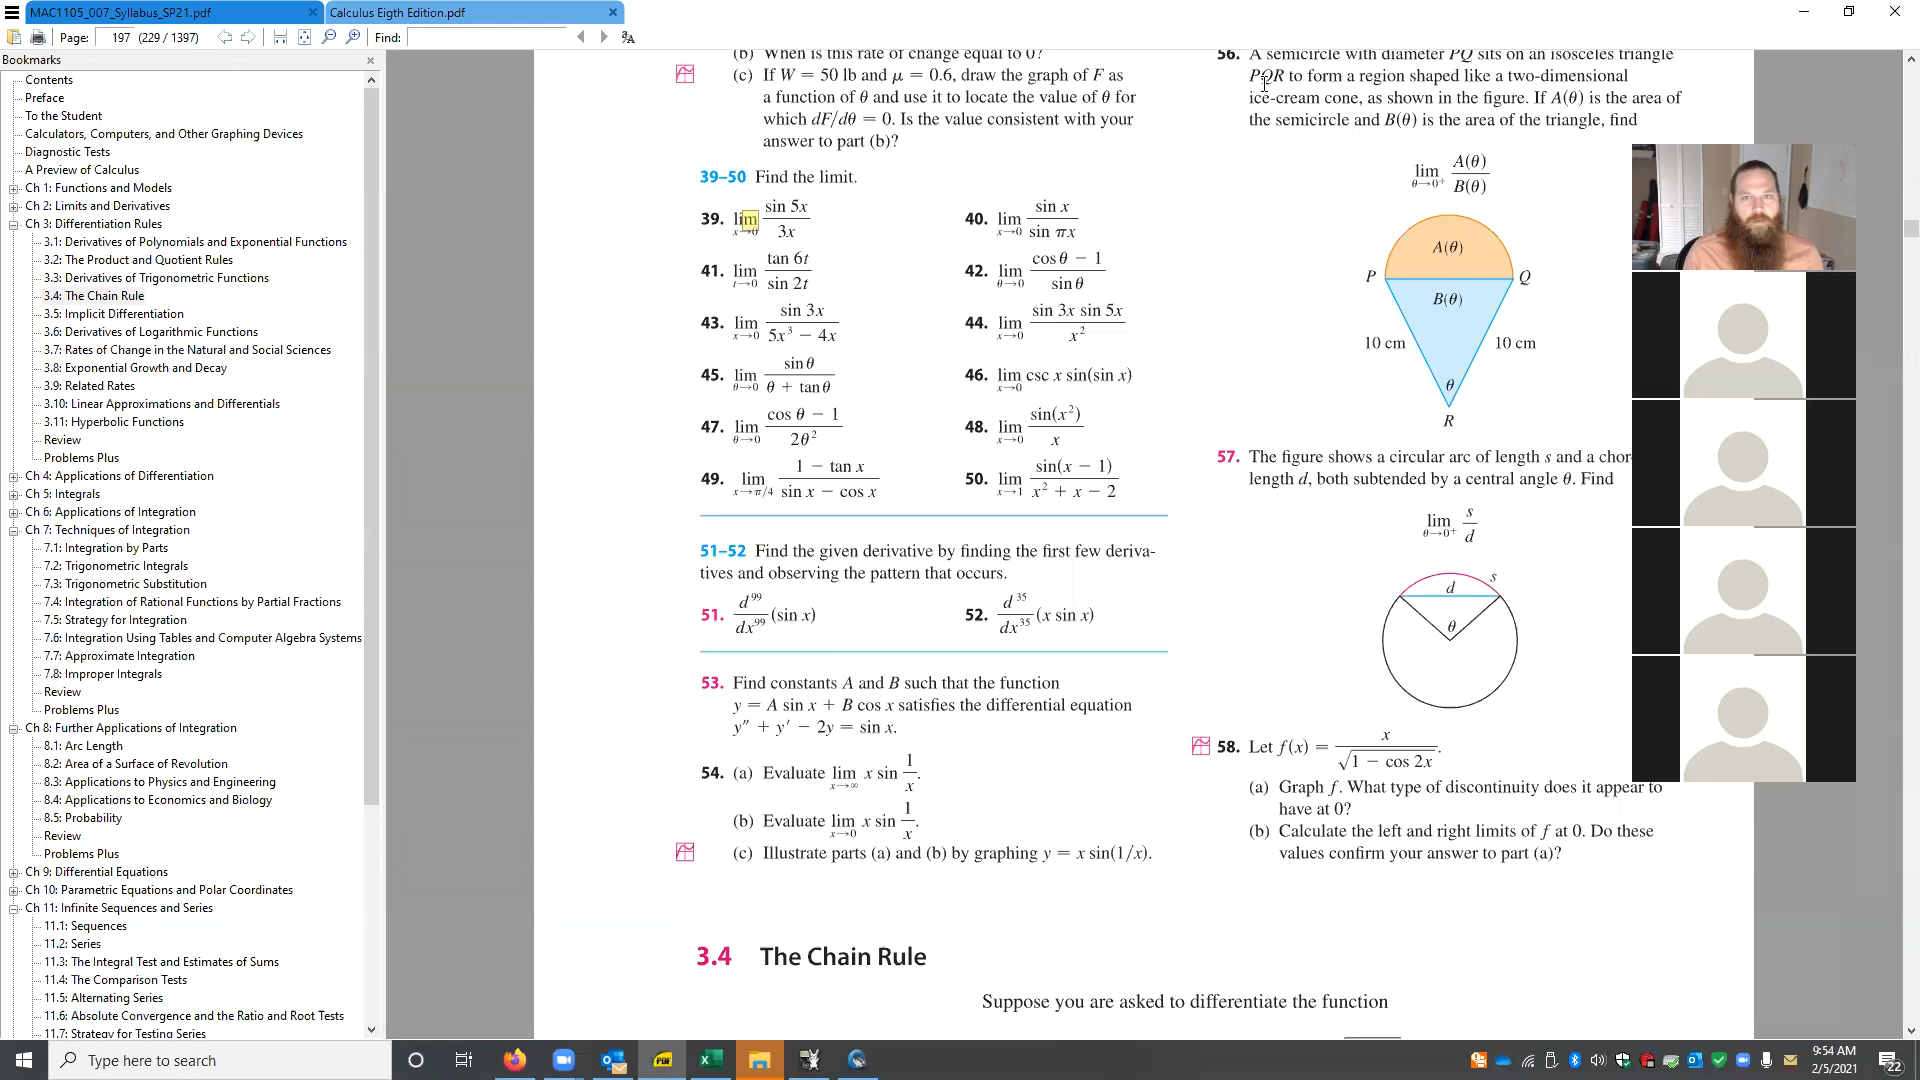 MAC1105_007_Syllabus_SP21.pdf
Calculus Eigth Edition.pdf
Page: 197 (229 / 1397)
Find:
Bookmarks
Contents
Preface
To the Student
Calculators, Computers, and Other Graphing Devices
Diagnostic Tests
A Preview of Calculus
Ch 1: Functions and Models
Ch 2: Limits and Derivatives
Ch 3: Differentiation Rules
3.1: Derivatives of Polynomials and Exponential Functions
3.2: The Product and Quotient Rules
3.3: Derivatives of Trigonometric Functions
3.4: The Chain Rule
3.5: Implicit Differentiation
3.6: Derivatives of Logarithmic Functions
3.7: Rates of Change in the Natural and Social Sciences
3.8: Exponential Growth and Decay
3.9: Related Rates
3.10: Linear Approximations and Differentials
3.11: Hyperbolic Functions
Review
Problems Plus
Ch 4: Applications of Differentiation
Ch 5: Integrals
Ch 6: Applications of Integration
Ch 7: Techniques of Integration
7.1: Integration by Parts
7.2: Trigonometric Integrals
7.3: Trigonometric Substitution
7.4: Integration of Rational Functions by Partial Fractions
7.5: Strategy for Integration
7.6: Integration Using Tables and Computer Algebra Systems
7.7: Approximate Integration
7.8: Improper Integrals
Review
Problems Plus
Ch 8: Further Applications of Integration
8.1: Arc Length
8.2: Area of a Surface of Revolution
8.3: Applications to Physics and Engineering
8.4: Applications to Economics and Biology
8.5: Probability
Review
Problems Plus
Ch 9: Differential Equations
Ch 10: Parametric Equations and Polar Coordinates
Ch 11: Infinite Sequences and Series
11.1: Sequences
11.2: Series
11.3: The Integral Test and Estimates of Sums
11.4: The Comparison Tests
11.5: Alternating Series
11.6: Absolute Convergence and the Ratio and Root Tests
11.7: Strategy for Testing Series
(b) When is this rate of change equal to 0?
(c) If W = 50 lb and μ = 0.6, draw the graph of F as
a function of θ and use it to locate the value of θ for
which dF/dθ = 0. Is the value consistent with your
answer to part (b)?
39–50 Find the limit.
39. lim x→0 sin 5x / 3x
40. lim x→0 sin x / sin πx
41. lim t→0 tan 6t / sin 2t
42. lim θ→0 cos θ − 1 / sin θ
43. lim x→0 sin 3x / 5x³ − 4x
44. lim x→0 sin 3x sin 5x / x²
45. lim θ→0 sin θ / θ + tan θ
46. lim x→0 csc x sin(sin x)
47. lim θ→0 cos θ − 1 / 2θ²
48. lim x→0 sin(x²) / x
49. lim x→π/4 1 − tan x / sin x − cos x
50. lim x→1 sin(x − 1) / x² + x − 2
51–52 Find the given derivative by finding the first few deriva-
tives and observing the pattern that occurs.
51. d⁹⁹/dx⁹⁹ (sin x)
52. d³⁵/dx³⁵ (x sin x)
53. Find constants A and B such that the function
y = A sin x + B cos x satisfies the differential equation
y″ + y′ − 2y = sin x.
54. (a) Evaluate lim x→∞ x sin 1/x.
(b) Evaluate lim x→0 x sin 1/x.
(c) Illustrate parts (a) and (b) by graphing y = x sin(1/x).
56. A semicircle with diameter PQ sits on an isosceles triangle
PQR to form a region shaped like a two-dimensional
ice-cream cone, as shown in the figure. If A(θ) is the area of
the semicircle and B(θ) is the area of the triangle, find
lim θ→0⁺ A(θ) / B(θ)
A(θ)
P
Q
B(θ)
10 cm
10 cm
θ
R
57. The figure shows a circular arc of length s and a chor
length d, both subtended by a central angle θ. Find
lim θ→0⁺ s / d
d
s
θ
58. Let f(x) = x / √1 − cos 2x.
(a) Graph f. What type of discontinuity does it appear to
have at 0?
(b) Calculate the left and right limits of f at 0. Do these
values confirm your answer to part (a)?
3.4 The Chain Rule
Suppose you are asked to differentiate the function
Type here to search
PDF
9:54 AM
2/5/2021
22